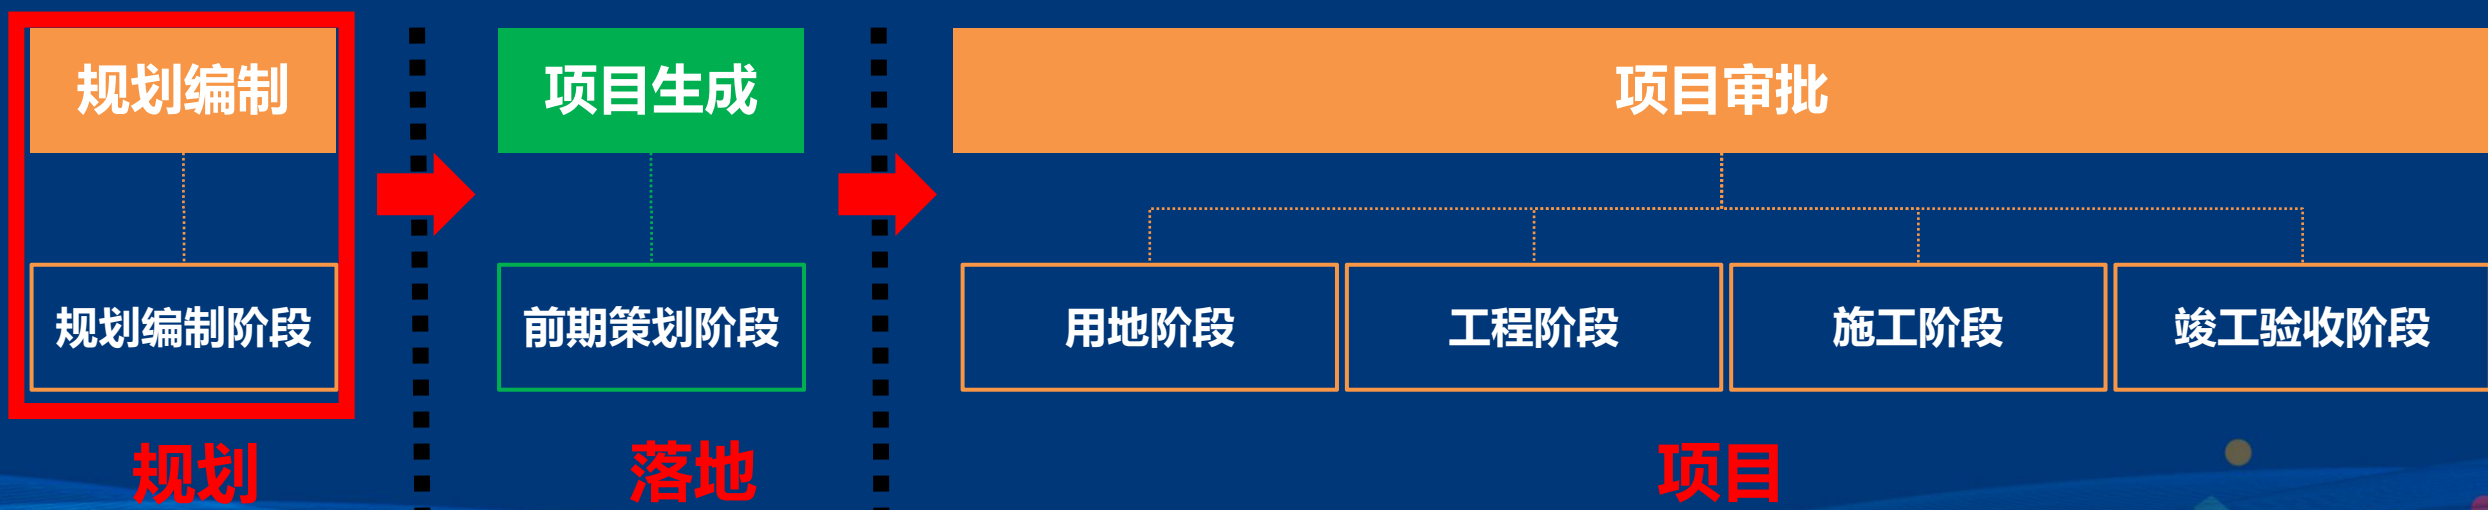 规划编制
项目生成
项目审批
规划编制阶段
前期策划阶段
用地阶段
工程阶段
施工阶段
竣工验收阶段
规划
落地
项目